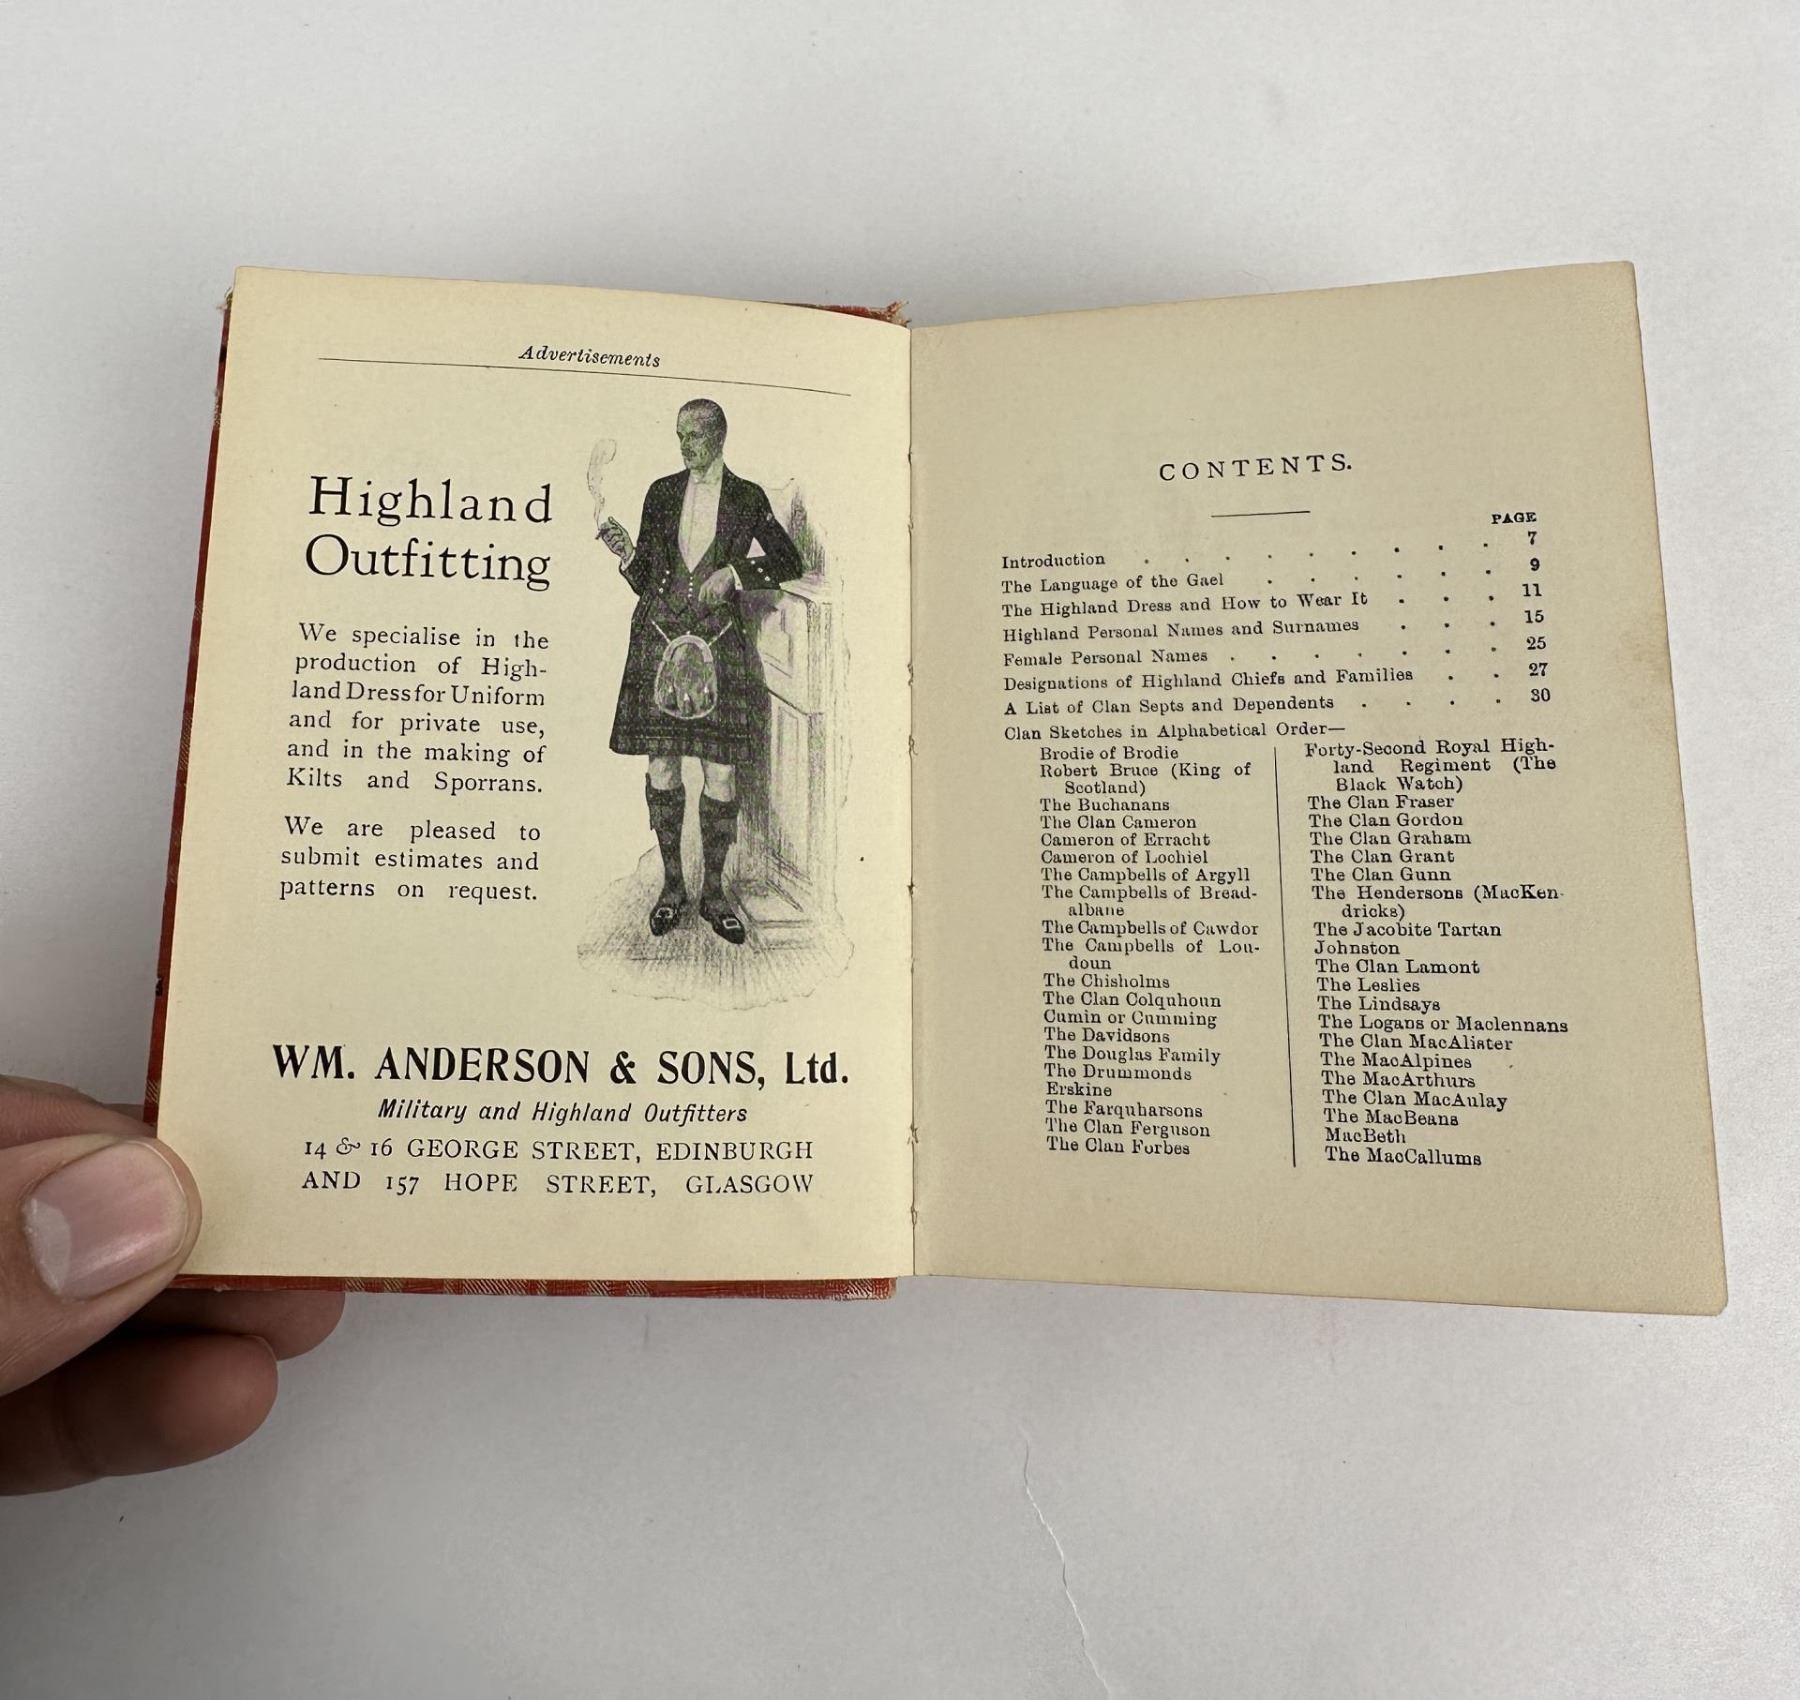 Advertisements
Highland
Outfitting
We specialise in the
production of High-
land Dress for Uniform
and for private use,
and in the making of
Kilts and Sporrans.
We are pleased to
submit estimates and
patterns on request.
WM. ANDERSON & SONS, Ltd.
Military and Highland Outfitters
14 & 16 GEORGE STREET, EDINBURGH
AND 157 HOPE STREET, GLASGOW
CONTENTS.
PAGE
Introduction . . . . . . . . . 7
The Language of the Gael . . . . . . 9
The Highland Dress and How to Wear It . . . 11
Highland Personal Names and Surnames . . . 15
Female Personal Names . . . . . . . 25
Designations of Highland Chiefs and Families . . 27
A List of Clan Septs and Dependents . . . . 30
Clan Sketches in Alphabetical Order—
Brodie of Brodie
Robert Bruce (King of
Scotland)
The Buchanans
The Clan Cameron
Cameron of Erracht
Cameron of Lochiel
The Campbells of Argyll
The Campbells of Bread-
albane
The Campbells of Cawdor
The Campbells of Lou-
doun
The Chisholms
The Clan Colquhoun
Cumin or Cumming
The Davidsons
The Douglas Family
The Drummonds
Erskine
The Farquharsons
The Clan Ferguson
The Clan Forbes
Forty-Second Royal High-
land Regiment (The
Black Watch)
The Clan Fraser
The Clan Gordon
The Clan Graham
The Clan Grant
The Clan Gunn
The Hendersons (MacKen-
dricks)
The Jacobite Tartan
Johnston
The Clan Lamont
The Leslies
The Lindsays
The Logans or Maclennans
The Clan MacAlister
The MacAlpines
The MacArthurs
The Clan MacAulay
The MacBeans
MacBeth
The MacCallums